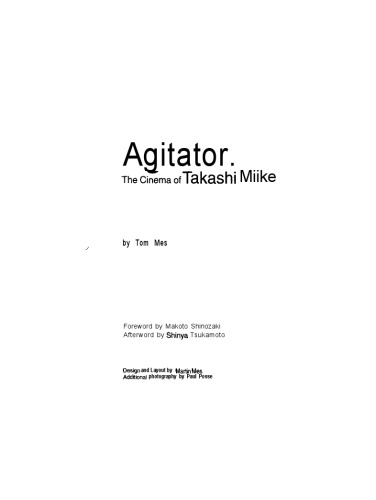 Agitator.
The Cinema of Takashi Miike
by Tom Mes
Foreword by Makoto Shinozaki
Afterword by Shinya Tsukamoto
Design and Layout by Martin Mes
Additional photography by Paul Posse